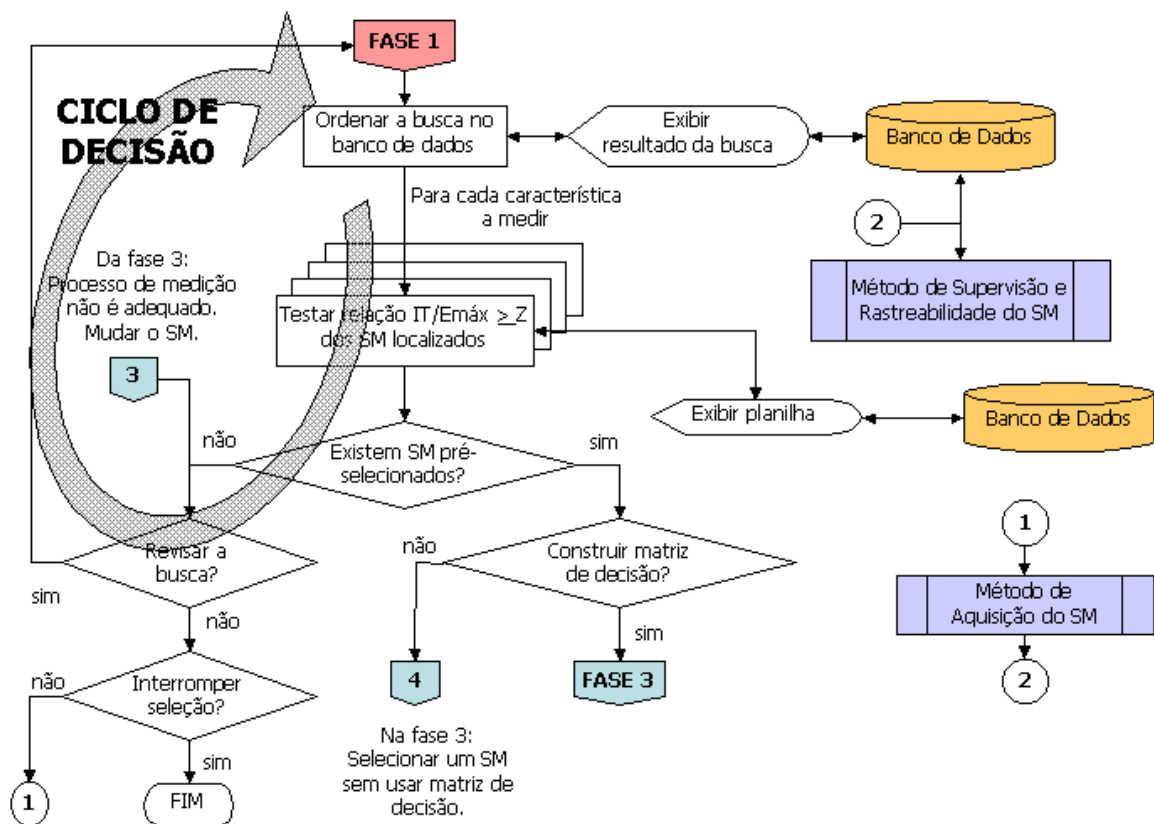 FASE 1
CICLO DE
DECISÃO
Ordenar a busca no
banco de dados
Exibir
resultado da busca
Banco de Dados
Para cada característica
a medir
2
Da fase 3:
Processo de medição
não é adequado.
Mudar o SM.
Método de Supervisão e
Rastreabilidade do SM
Testar relação IT/Emáx ≥ Z
dos SM localizados
3
Exibir planilha
Banco de Dados
não
Existem SM pré-
selecionados?
sim
1
Revisar a
busca?
não
Construir matriz
de decisão?
Método de
Aquisição do SM
sim
não
sim
2
não
Interromper
seleção?
4
FASE 3
sim
Na fase 3:
Selecionar um SM
sem usar matriz de
decisão.
1
FIM